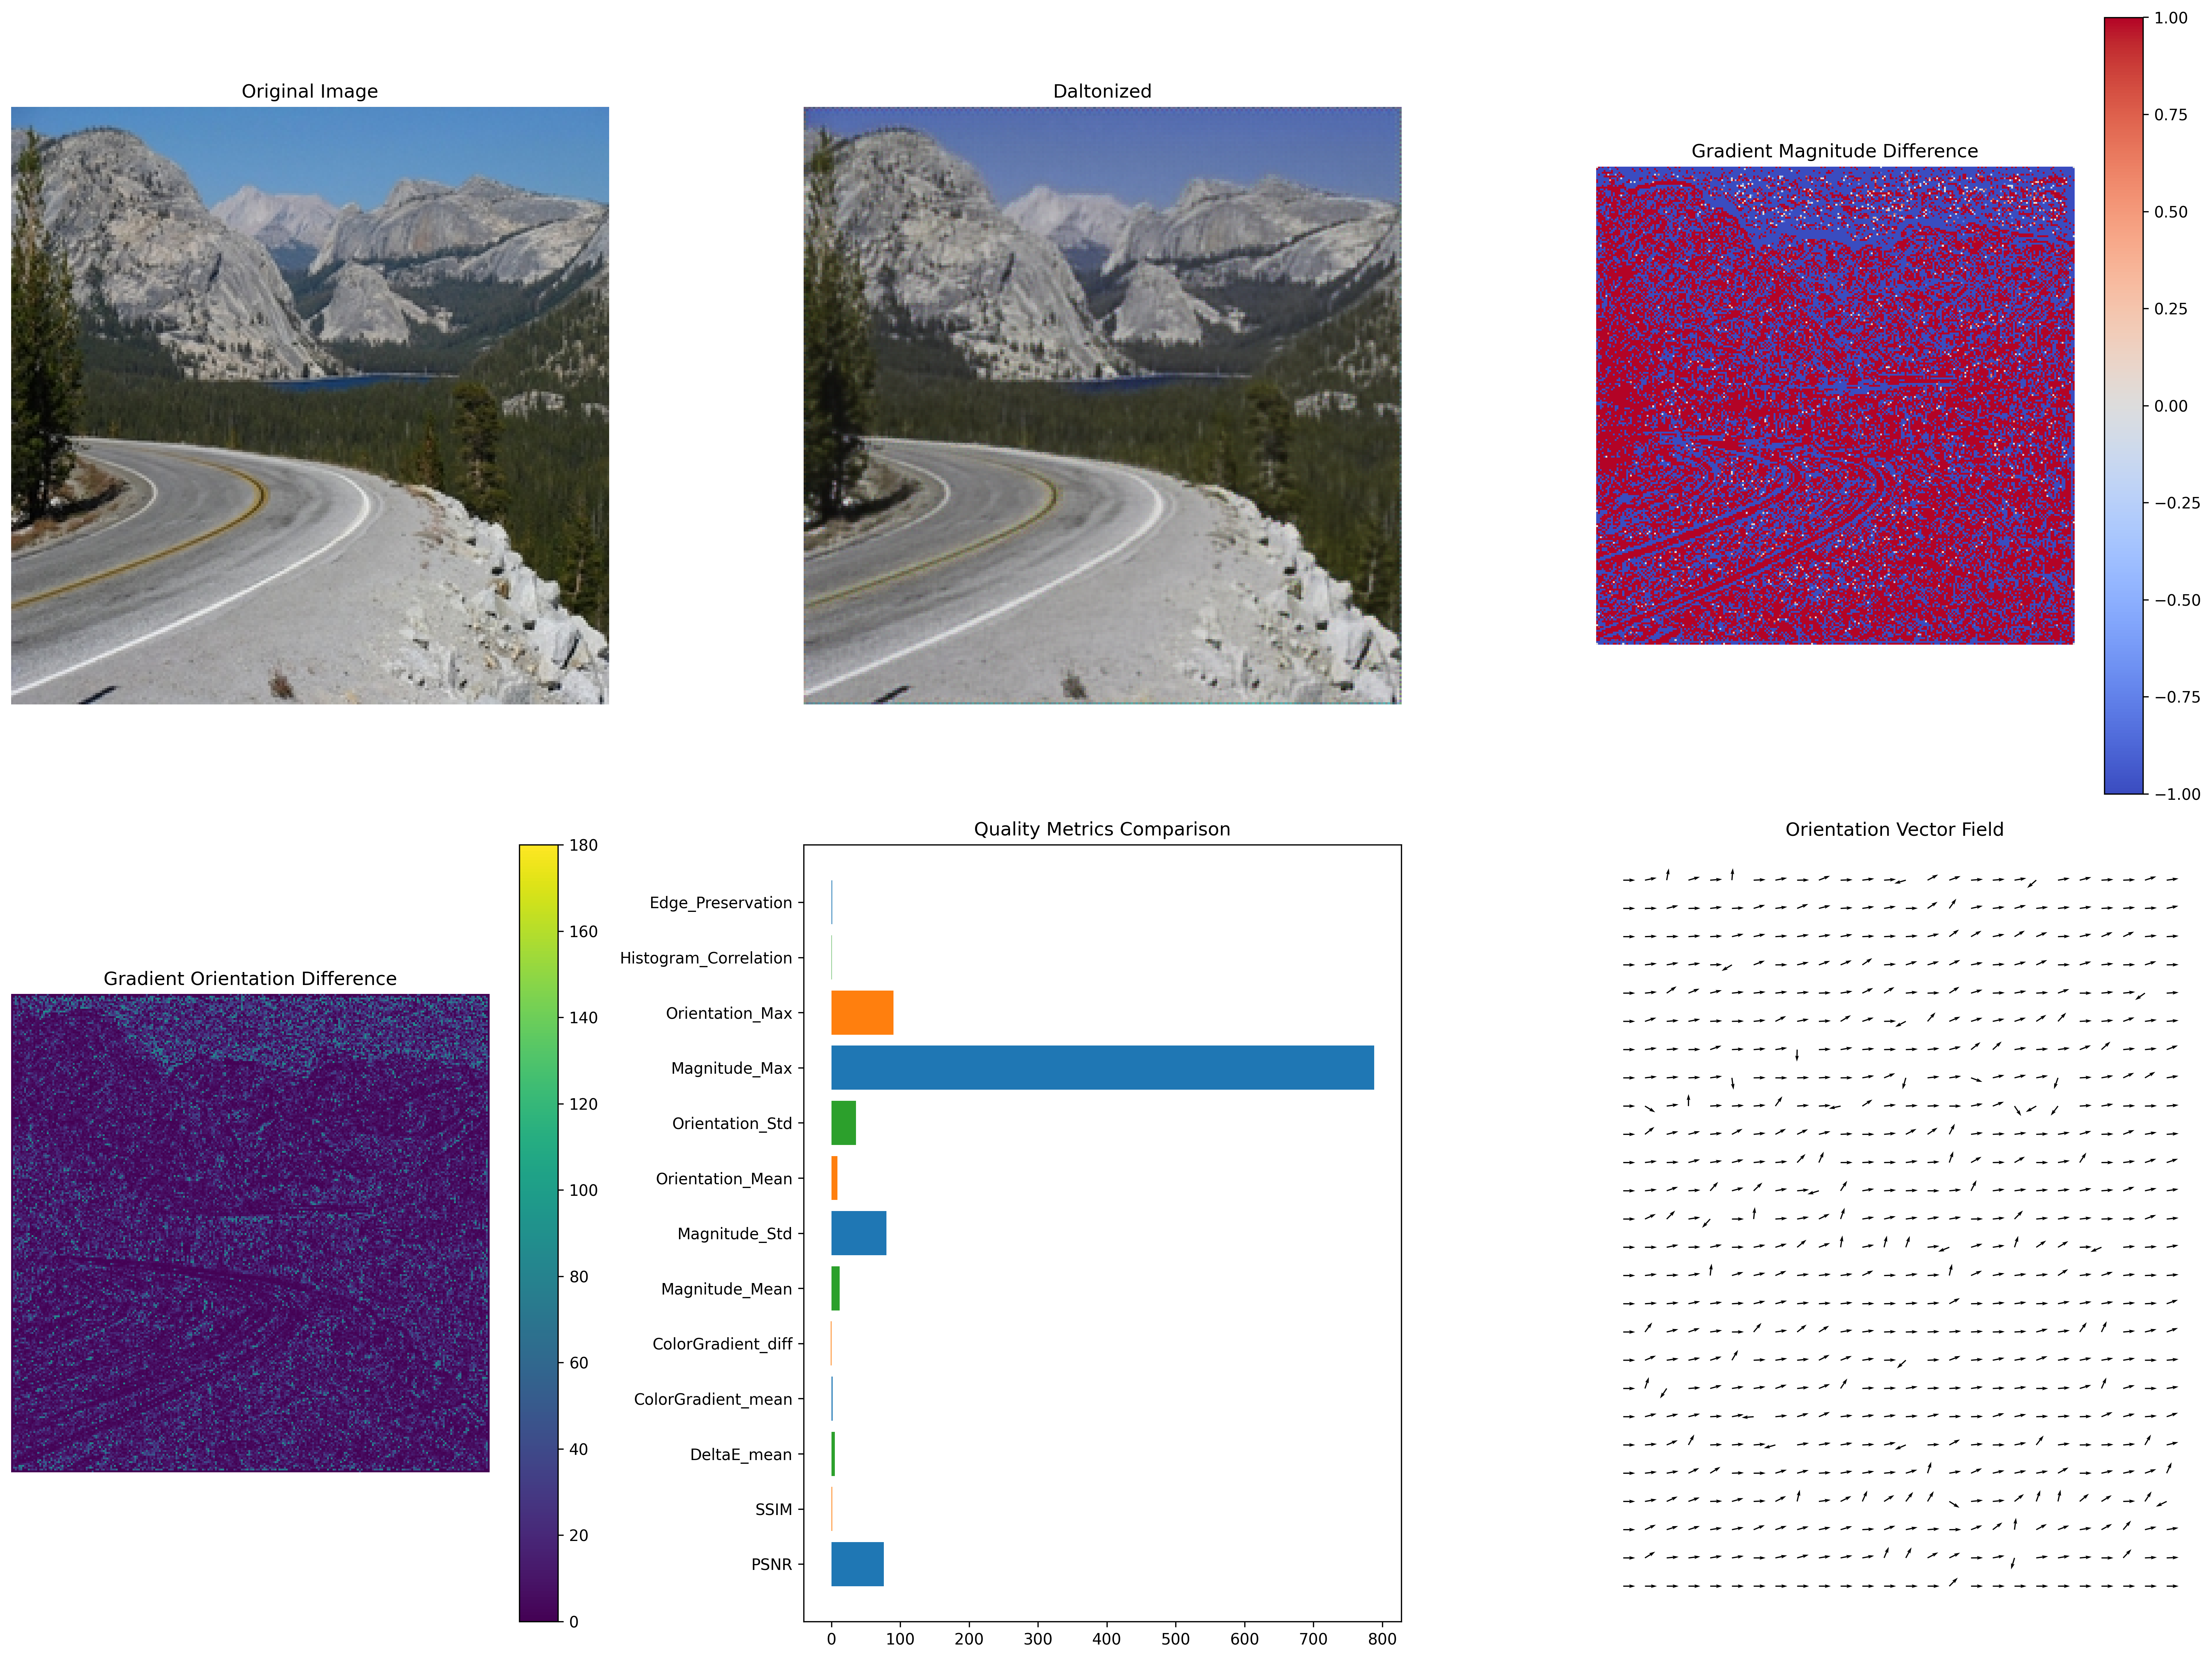 Original Image
Daltonized
Gradient Magnitude Difference
1.00
0.75
0.50
0.25
0.00
−0.25
−0.50
−0.75
−1.00
Gradient Orientation Difference
180
160
140
120
100
80
60
40
20
0
Quality Metrics Comparison
Edge_Preservation
Histogram_Correlation
Orientation_Max
Magnitude_Max
Orientation_Std
Orientation_Mean
Magnitude_Std
Magnitude_Mean
ColorGradient_diff
ColorGradient_mean
DeltaE_mean
SSIM
PSNR
0 100 200 300 400 500 600 700 800
Orientation Vector Field